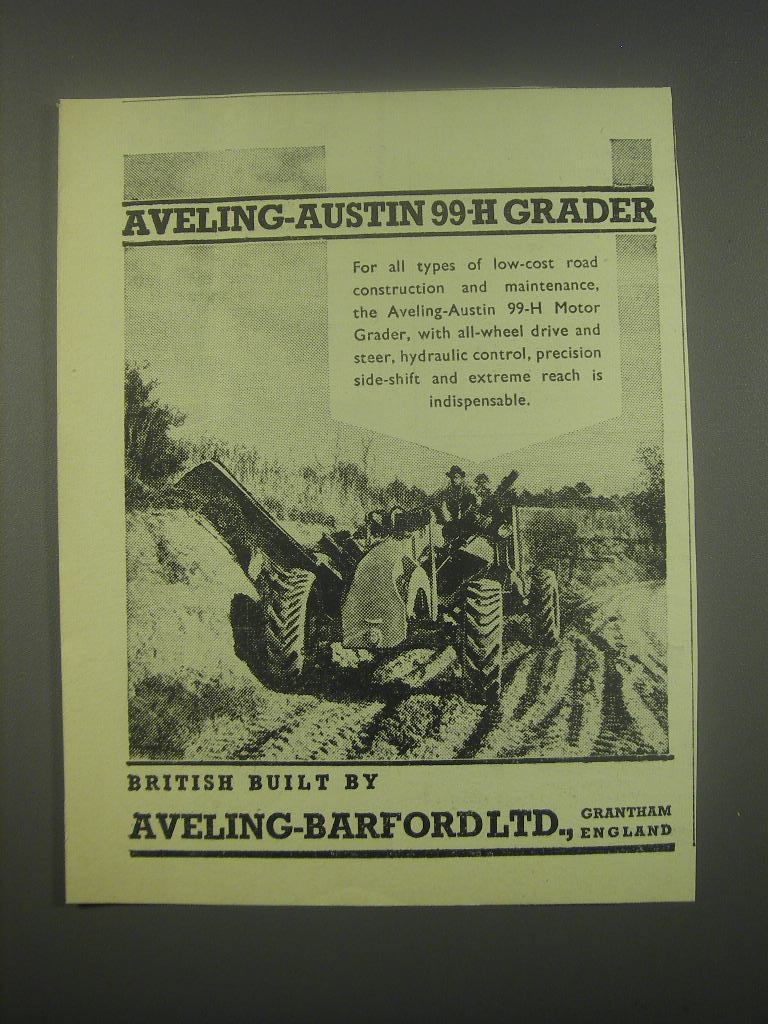 AVELING-AUSTIN 99-H GRADER
For all types of low-cost road
construction and maintenance,
the Aveling-Austin 99-H Motor
Grader, with all-wheel drive and
steer, hydraulic control, precision
side-shift and extreme reach is
indispensable.
BRITISH BUILT BY
AVELING-BARFORD LTD., GRANTHAM
ENGLAND